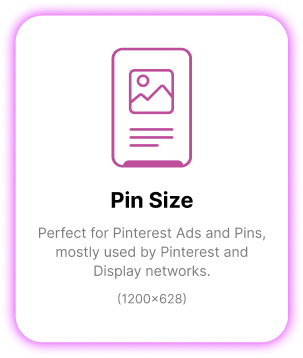 Pin Size
Perfect for Pinterest Ads and Pins,
mostly used by Pinterest and
Display networks.
(1200×628)